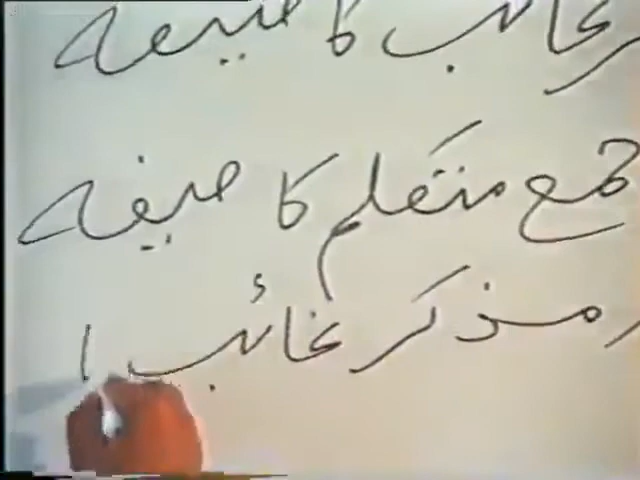 غائب کا صیغہ
جمع متکلم کا صیغہ
مذکر غائب